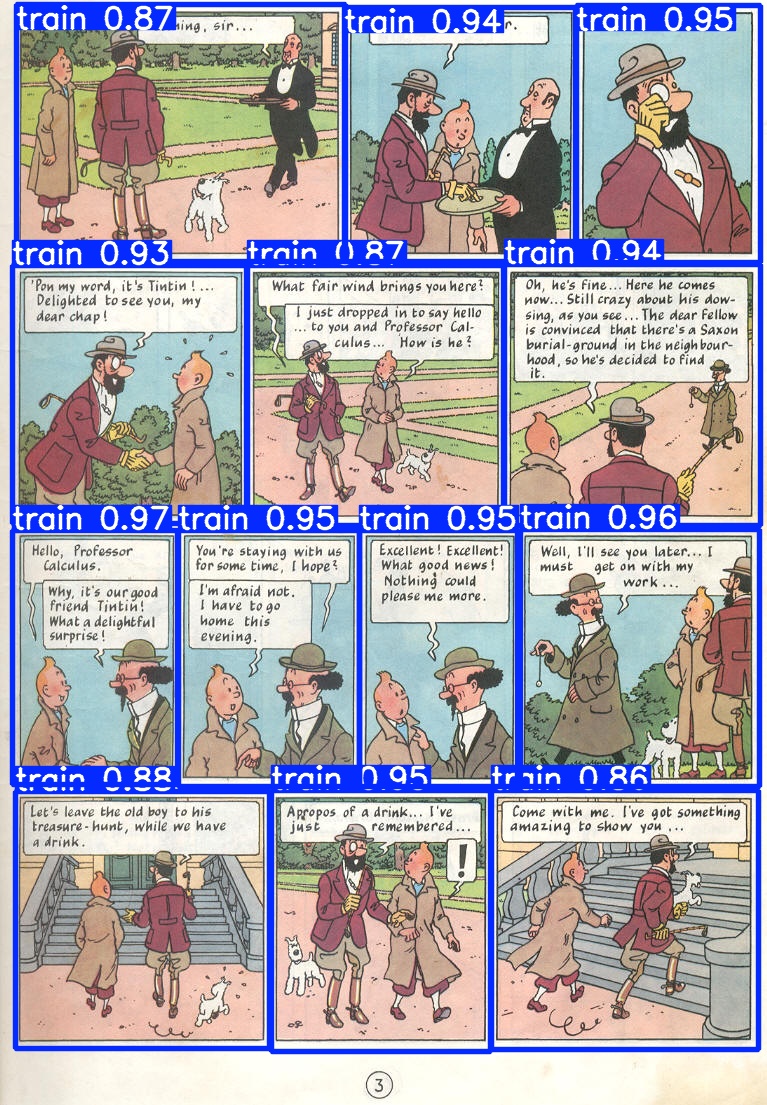 train 0.87
train 0.94
train 0.95
sir...
train 0.93
train 0.87
train 0.94
'Pon my word, it's Tintin! ...
Delighted to see you, my
dear chap!
What fair wind brings you here?
I just dropped in to say hello
... to you and Professor Cal-
culus... How is he?
Oh, he's fine... Here he comes
now... Still crazy about his dow-
sing, as you see... The dear fellow
is convinced that there's a Saxon
burial-ground in the neighbour-
hood, so he's decided to find
it.
train 0.97
train 0.95
train 0.95
train 0.96
Hello, Professor
Calculus.
Why, it's our good
friend Tintin!
What a delightful
surprise!
You're staying with us
for some time, I hope?
I'm afraid not.
I have to go
home this
evening.
Excellent! Excellent!
What good news!
Nothing could
please me more.
Well, I'll see you later... I
must get on with my
work ...
train 0.88
train 0.95
train 0.86
Let's leave the old boy to his
treasure-hunt, while we have
a drink.
Apropos of a drink... I've
just remembered...
!
Come with me. I've got something
amazing to show you ...
3